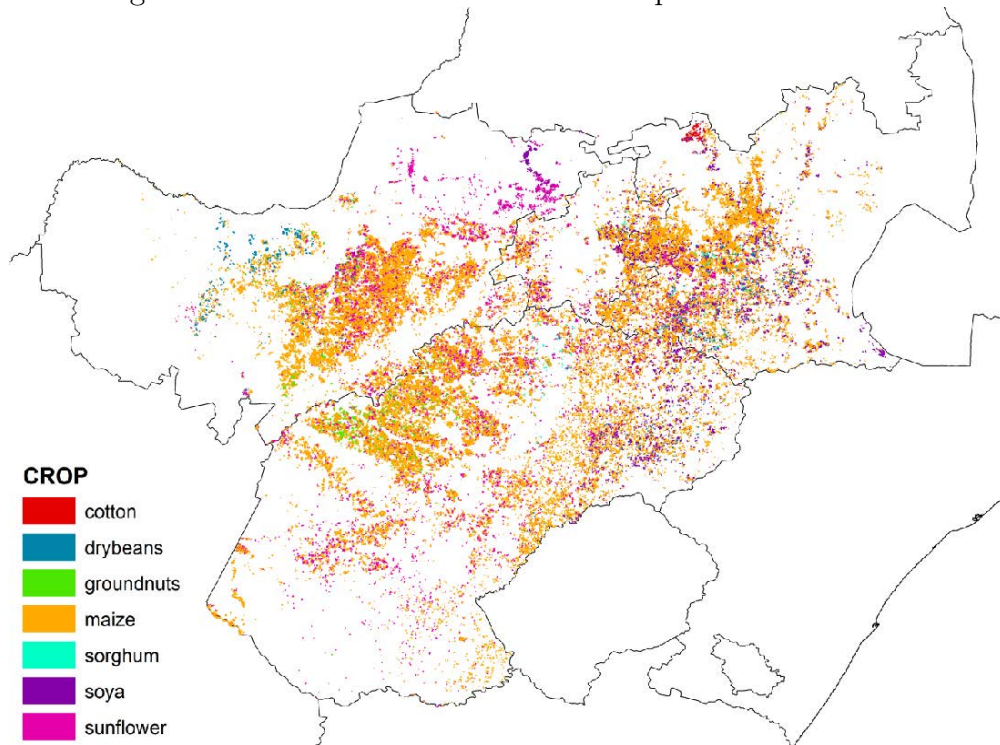 CROP
cotton
drybeans
groundnuts
maize
sorghum
soya
sunflower